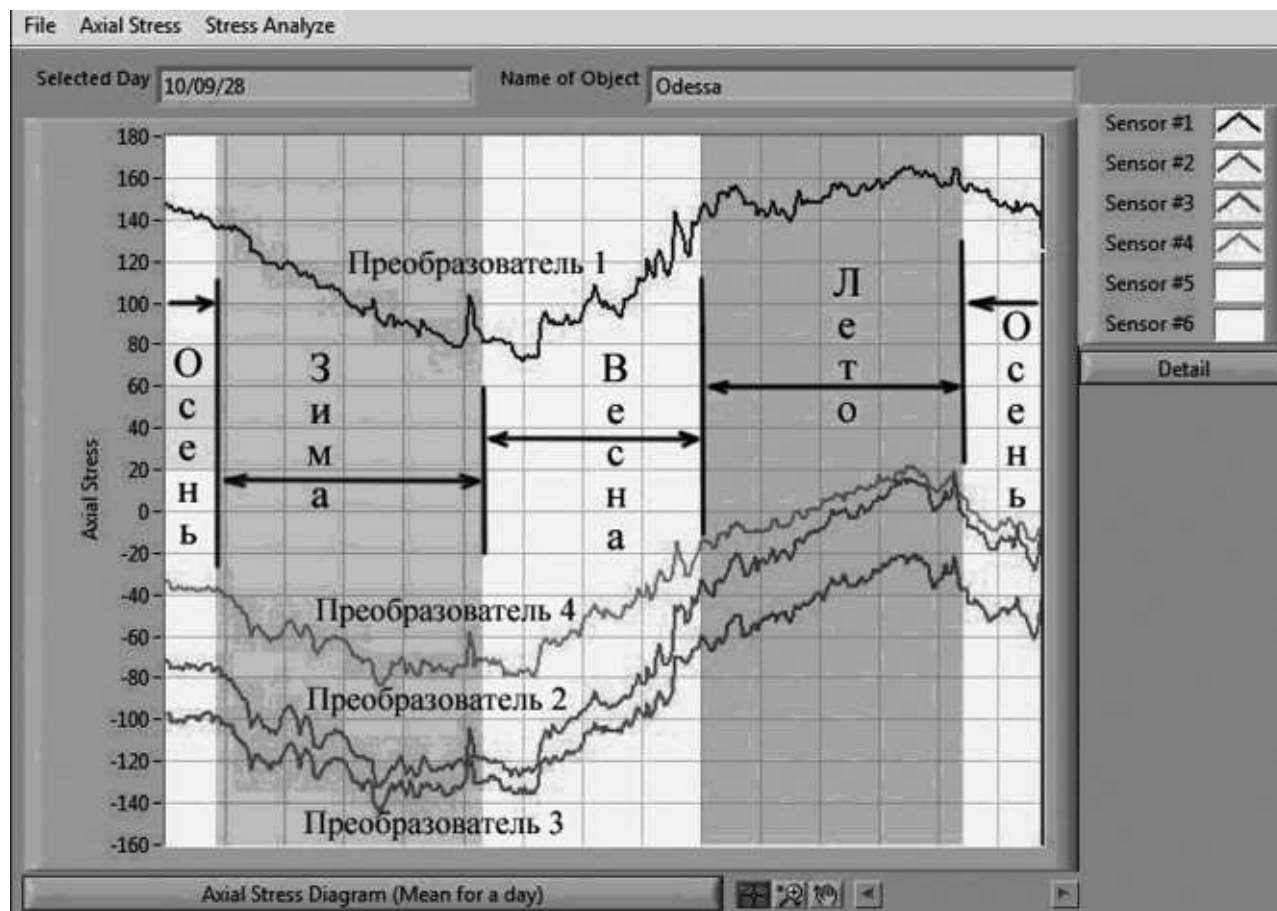 File Axial Stress Stress Analyze
Selected Day 10/09/28 Name of Object Odessa
Sensor #1
Sensor #2
Sensor #3
Sensor #4
Sensor #5
Sensor #6
Detail
Axial Stress
180
160
140
120
100
80
60
40
20
0
-20
-40
-60
-80
-100
-120
-140
-160
Преобразователь 1
Осень
Зима
Весна
Лето
Осень
Преобразователь 4
Преобразователь 2
Преобразователь 3
Axial Stress Diagram (Mean for a day)